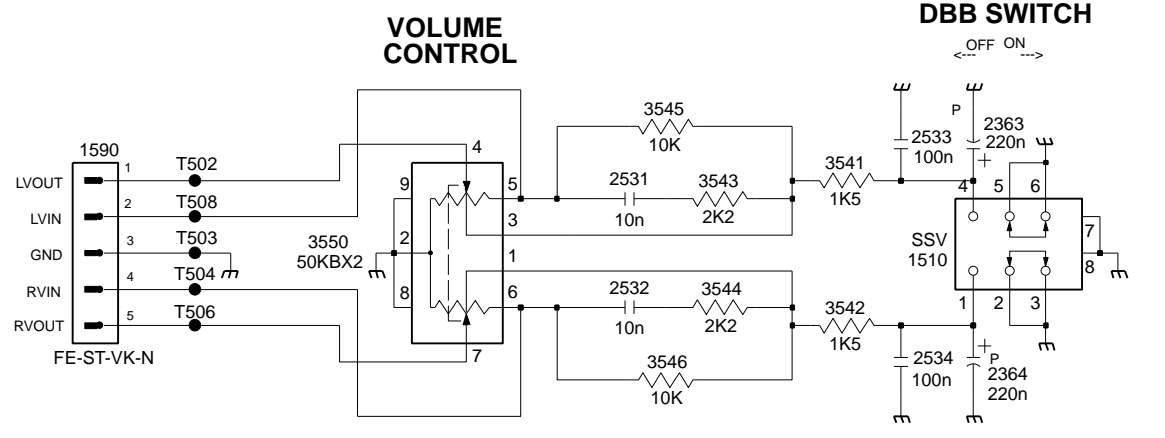 VOLUME
CONTROL
DBB SWITCH
<--- OFF ON --->
1590
LVOUT 1 T502
LVIN 2 T508
GND 3 T503
RVIN 4 T504
RVOUT 5 T506
FE-ST-VK-N
3550
50KBX2
4
9
5
3
2
1
8
6
7
3545
10K
2531
10n
3543
2K2
2532
10n
3544
2K2
3546
10K
3541
1K5
3542
1K5
2533
100n
P
2363
220n
+
4 5 6
SSV
1510
7
8
1 2 3
2534
100n
+
P
2364
220n